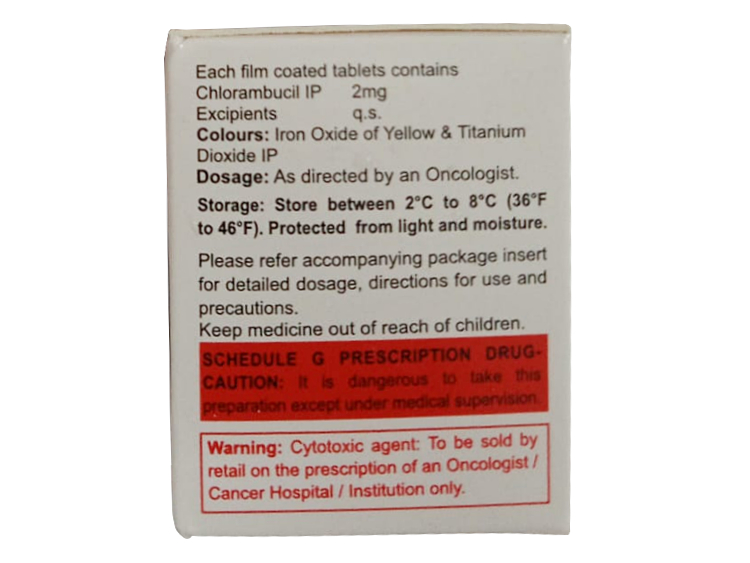 Each film coated tablets contains
Chlorambucil IP 2mg
Excipients q.s.
Colours: Iron Oxide of Yellow & Titanium
Dioxide IP
Dosage: As directed by an Oncologist.
Storage: Store between 2°C to 8°C (36°F
to 46°F). Protected from light and moisture.
Please refer accompanying package insert
for detailed dosage, directions for use and
precautions.
Keep medicine out of reach of children.
SCHEDULE G PRESCRIPTION DRUG-
CAUTION: It is dangerous to take this
preparation except under medical supervision.
Warning: Cytotoxic agent: To be sold by
retail on the prescription of an Oncologist /
Cancer Hospital / Institution only.